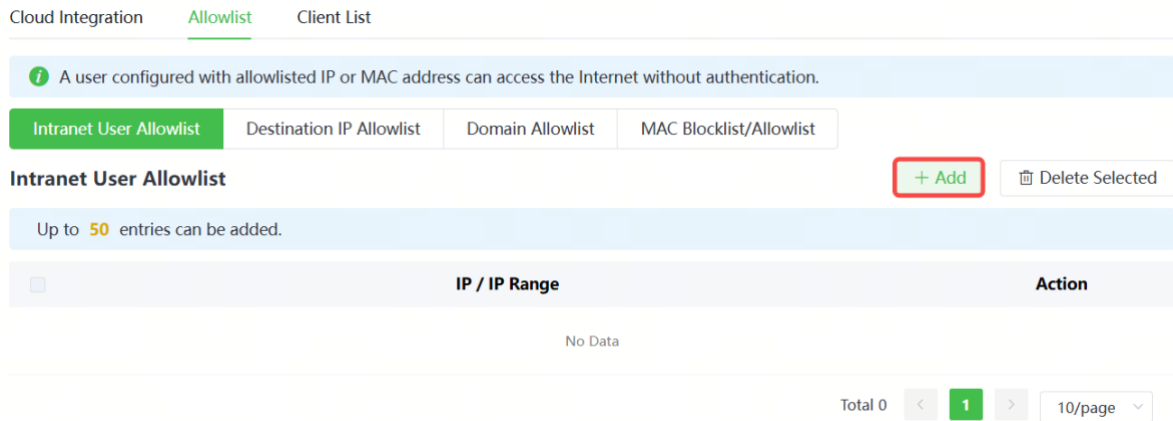 Cloud Integration Allowlist Client List
A user configured with allowlisted IP or MAC address can access the Internet without authentication.
Intranet User Allowlist Destination IP Allowlist Domain Allowlist MAC Blocklist/Allowlist
Intranet User Allowlist + Add Delete Selected
Up to 50 entries can be added.
IP / IP Range Action
No Data
Total 0 < 1 > 10/page